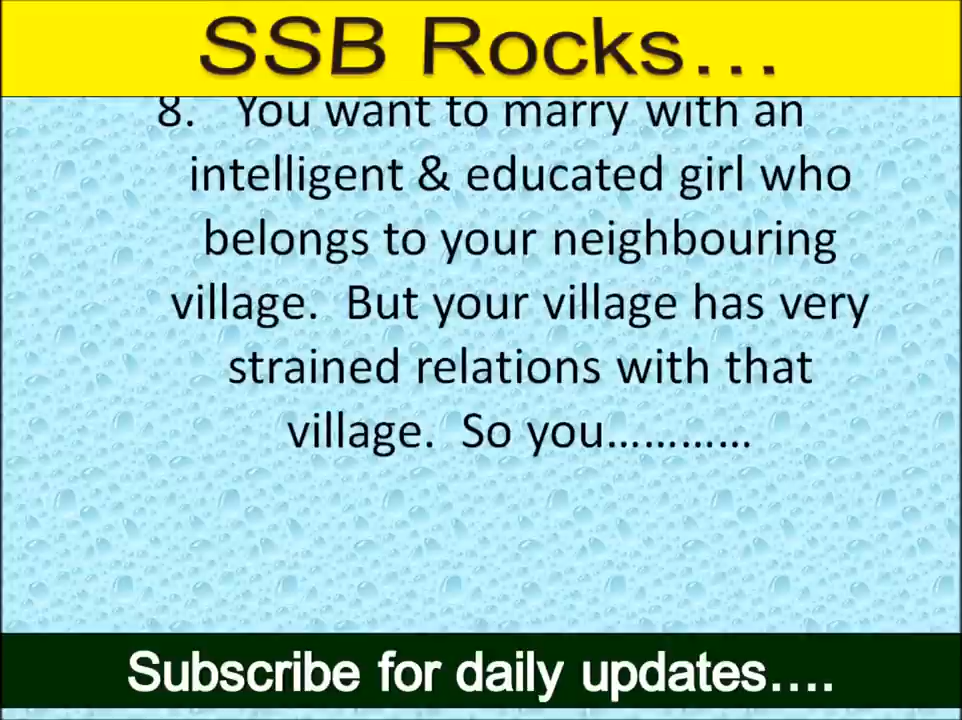 SSB Rocks...
8. You want to marry with an
intelligent & educated girl who
belongs to your neighbouring
village. But your village has very
strained relations with that
village. So you…………
Subscribe for daily updates....